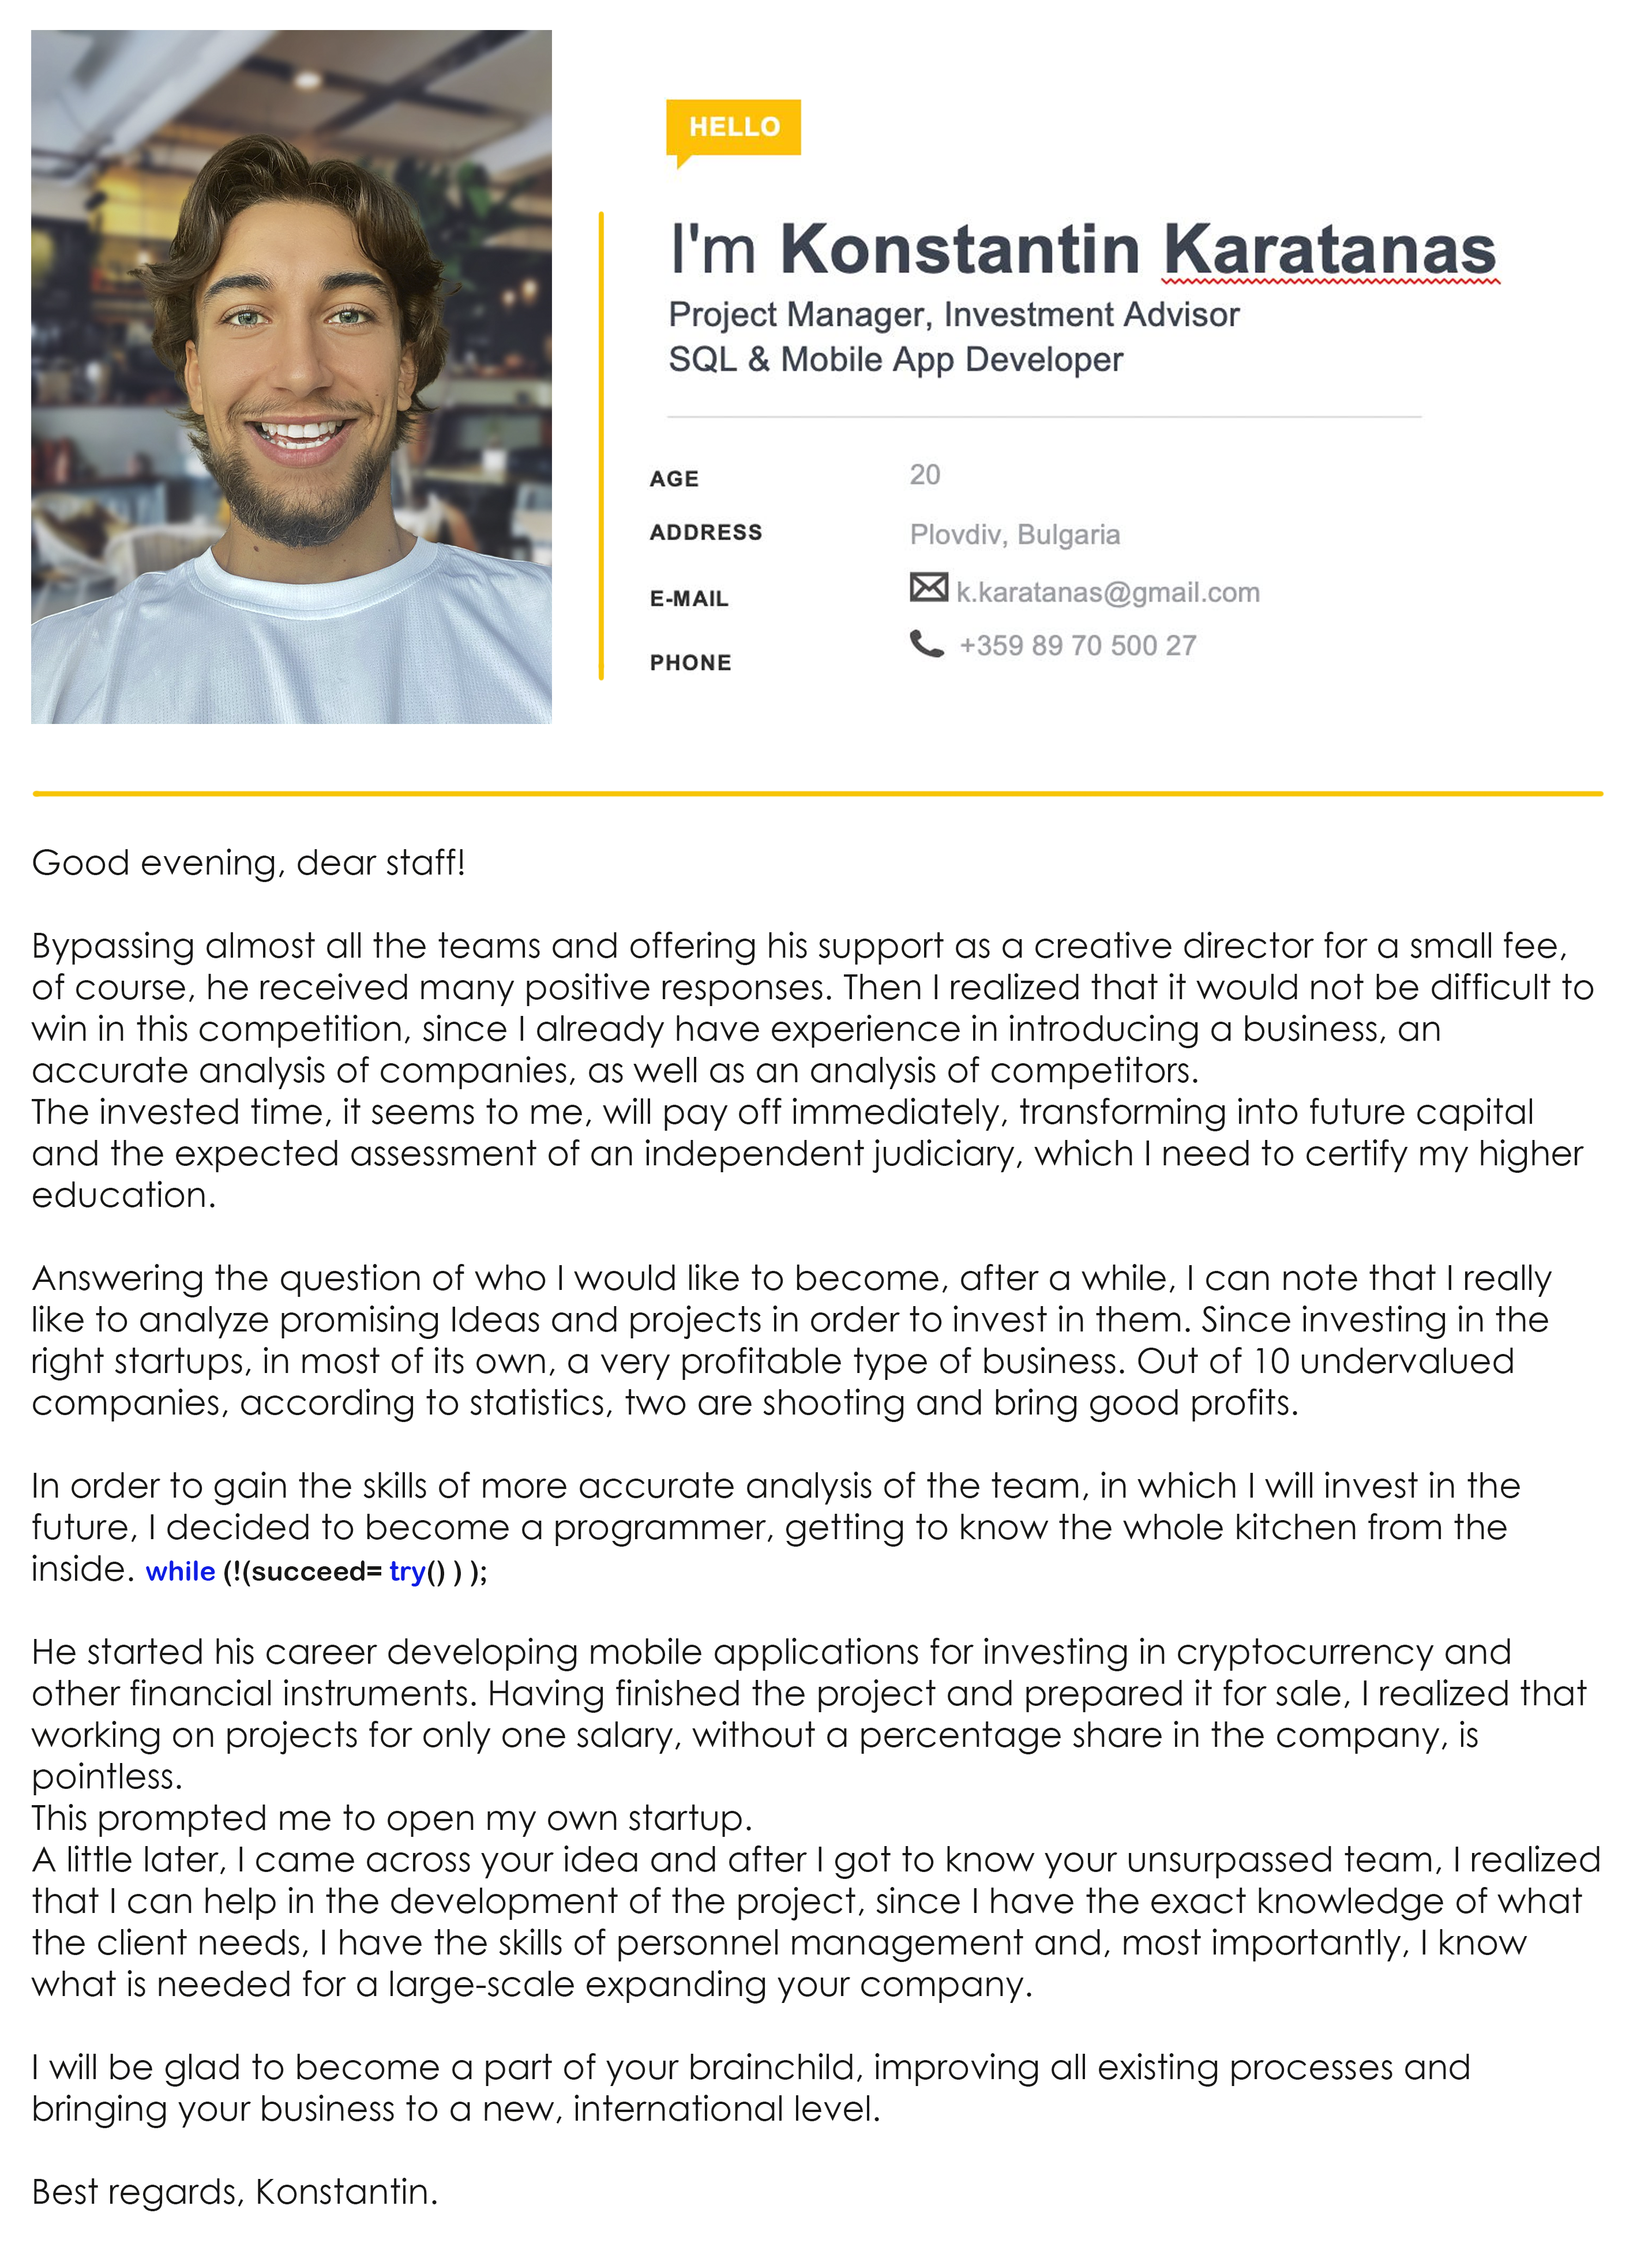 HELLO
I'm Konstantin Karatanas
Project Manager, Investment Advisor
SQL & Mobile App Developer
AGE 20
ADDRESS Plovdiv, Bulgaria
E-MAIL k.karatanas@gmail.com
PHONE +359 89 70 500 27
Good evening, dear staff!
Bypassing almost all the teams and offering his support as a creative director for a small fee,
of course, he received many positive responses. Then I realized that it would not be difficult to
win in this competition, since I already have experience in introducing a business, an
accurate analysis of companies, as well as an analysis of competitors.
The invested time, it seems to me, will pay off immediately, transforming into future capital
and the expected assessment of an independent judiciary, which I need to certify my higher
education.
Answering the question of who I would like to become, after a while, I can note that I really
like to analyze promising Ideas and projects in order to invest in them. Since investing in the
right startups, in most of its own, a very profitable type of business. Out of 10 undervalued
companies, according to statistics, two are shooting and bring good profits.
In order to gain the skills of more accurate analysis of the team, in which I will invest in the
future, I decided to become a programmer, getting to know the whole kitchen from the
inside. while (!(succeed= try() ) );
He started his career developing mobile applications for investing in cryptocurrency and
other financial instruments. Having finished the project and prepared it for sale, I realized that
working on projects for only one salary, without a percentage share in the company, is
pointless.
This prompted me to open my own startup.
A little later, I came across your idea and after I got to know your unsurpassed team, I realized
that I can help in the development of the project, since I have the exact knowledge of what
the client needs, I have the skills of personnel management and, most importantly, I know
what is needed for a large-scale expanding your company.
I will be glad to become a part of your brainchild, improving all existing processes and
bringing your business to a new, international level.
Best regards, Konstantin.